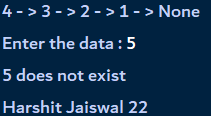 4 - > 3 - > 2 - > 1 - > None
Enter the data : 5
5 does not exist
Harshit Jaiswal 22